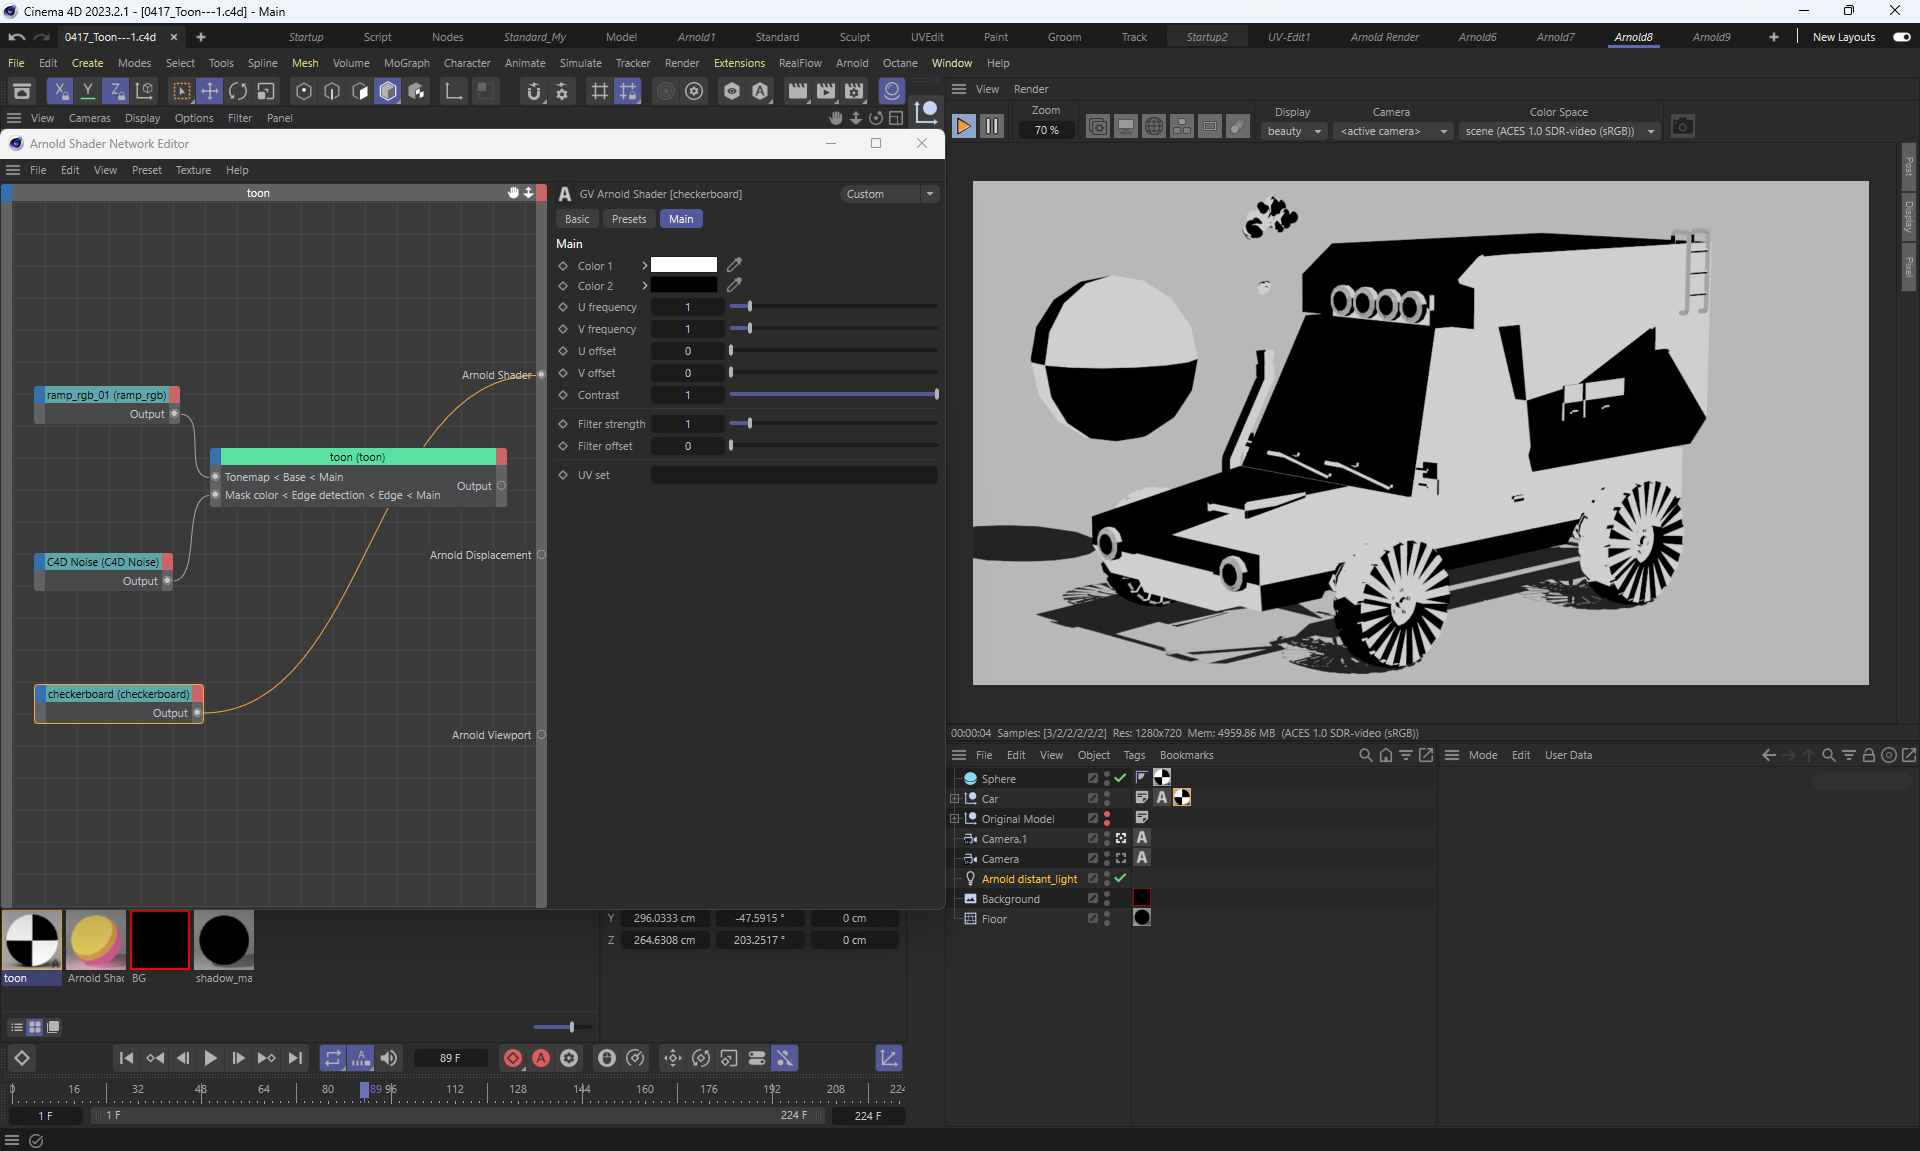 Cinema 4D 2023.2.1 - [0417_Toon---1.c4d] - Main
0417_Toon---1.c4d
Startup Script Nodes Standard_My Model Arnold1 Standard Sculpt UVEdit Paint Groom Track Startup2 UV-Edit1 Arnold Render Arnold6 Arnold7 Arnold8 Arnold9 New Layouts
File Edit Create Modes Select Tools Spline Mesh Volume MoGraph Character Animate Simulate Tracker Render Extensions RealFlow Arnold Octane Window Help
X Y Z
View Cameras Display Options Filter Panel
View Render
Zoom Display Camera Color Space
70 % beauty <active camera> scene (ACES 1.0 SDR-video (sRGB))
Post
Display
Pixel
Arnold Shader Network Editor
File Edit View Preset Texture Help
toon
Arnold Shader
ramp_rgb_01 (ramp_rgb)
Output
toon (toon)
Tonemap < Base < Main
Output
Mask color < Edge detection < Edge < Main
Arnold Displacement
C4D Noise (C4D Noise)
Output
checkerboard (checkerboard)
Output
Arnold Viewport
A GV Arnold Shader [checkerboard] Custom
Basic Presets Main
Main
Color 1
Color 2
U frequency 1
V frequency 1
U offset 0
V offset 0
Contrast 1
Filter strength 1
Filter offset 0
UV set
00:00:04 Samples: [3/2/2/2/2/2] Res: 1280x720 Mem: 4959.86 MB (ACES 1.0 SDR-video (sRGB))
File Edit View Object Tags Bookmarks
Mode Edit User Data
Sphere
Car A
Original Model
Camera.1 A
Camera A
Arnold distant_light
Background
Floor
Y 296.0333 cm -47.5915 ° 0 cm
Z 264.6308 cm 203.2517 ° 0 cm
toon Arnold Shac BG shadow_ma
89 F
16 32 48 64 80 89 96 112 128 144 160 176 192 208 224
1 F 1 F 224 F 224 F